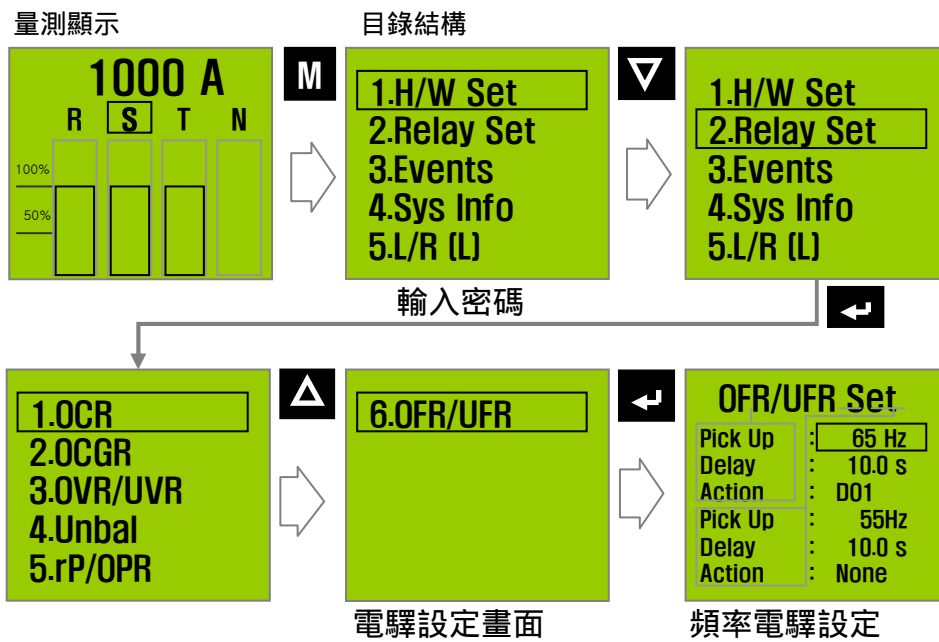 量測顯示
目錄結構
1000 A
R S T N
100%
50%
M
1.H/W Set
2.Relay Set
3.Events
4.Sys Info
5.L/R (L)
1.H/W Set
2.Relay Set
3.Events
4.Sys Info
5.L/R (L)
輸入密碼
1.OCR
2.OCGR
3.OVR/UVR
4.Unbal
5.rP/OPR
6.OFR/UFR
OFR/UFR Set
Pick Up : 65 Hz
Delay : 10.0 s
Action : DO1
Pick Up : 55Hz
Delay : 10.0 s
Action : None
電驛設定畫面
頻率電驛設定